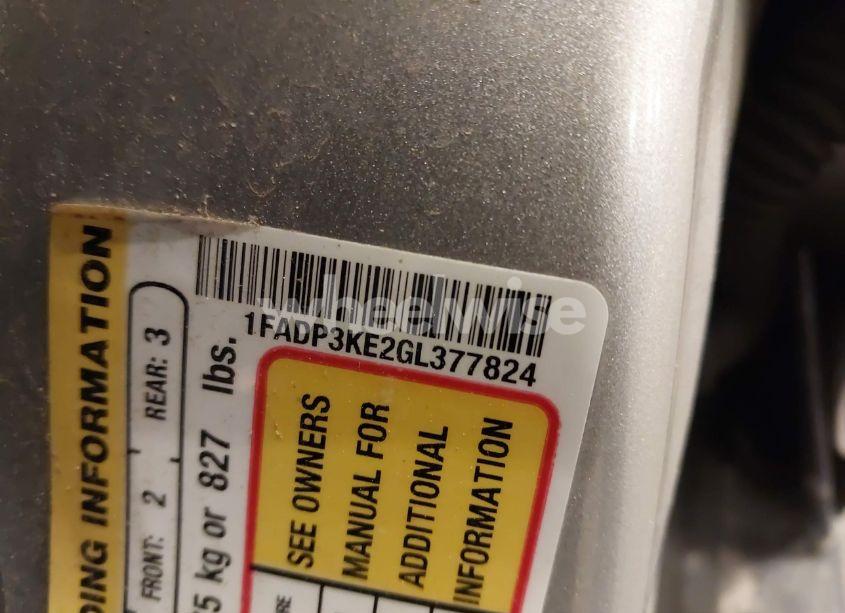 1FADP3KE2GL377824
wheelwise
SEE OWNERS
MANUAL FOR
ADDITIONAL
INFORMATION
DING INFORMATION
FRONT: 2 REAR: 3
5 kg or 827 lbs.
RE